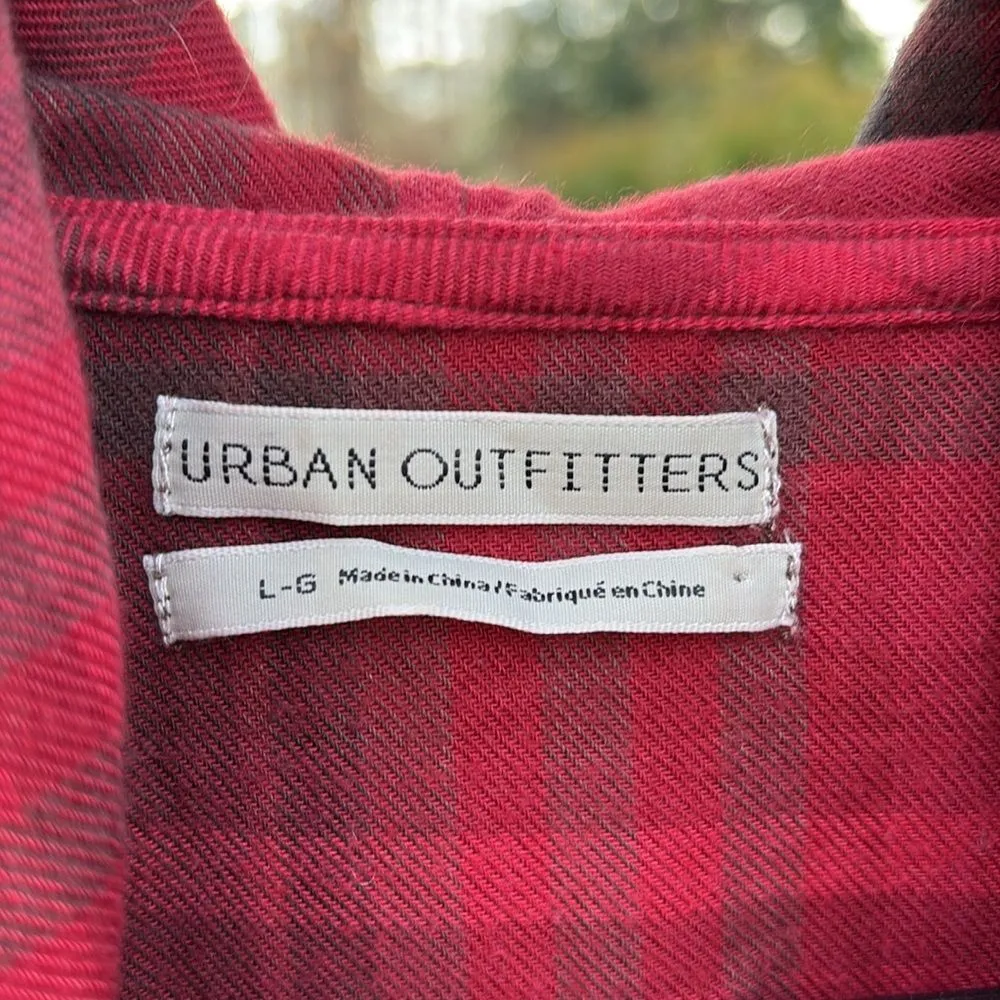 URBAN OUTFITTERS
L-G Made in China / Fabriqué en Chine